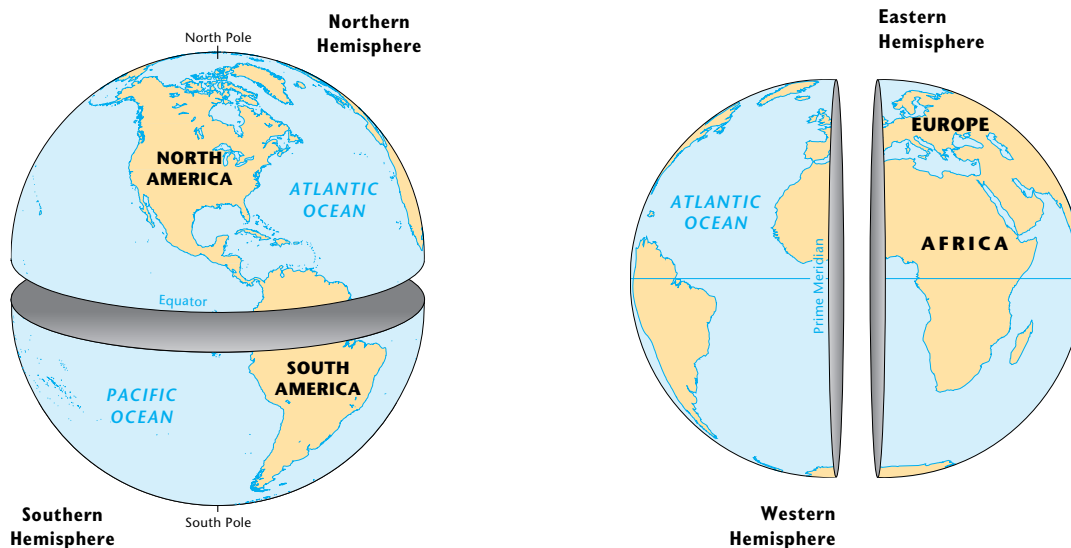 Northern
Hemisphere
North Pole
NORTH
AMERICA
ATLANTIC
OCEAN
Equator
SOUTH
AMERICA
PACIFIC
OCEAN
South Pole
Southern
Hemisphere
Eastern
Hemisphere
EUROPE
ATLANTIC
OCEAN
AFRICA
Prime Meridian
Western
Hemisphere